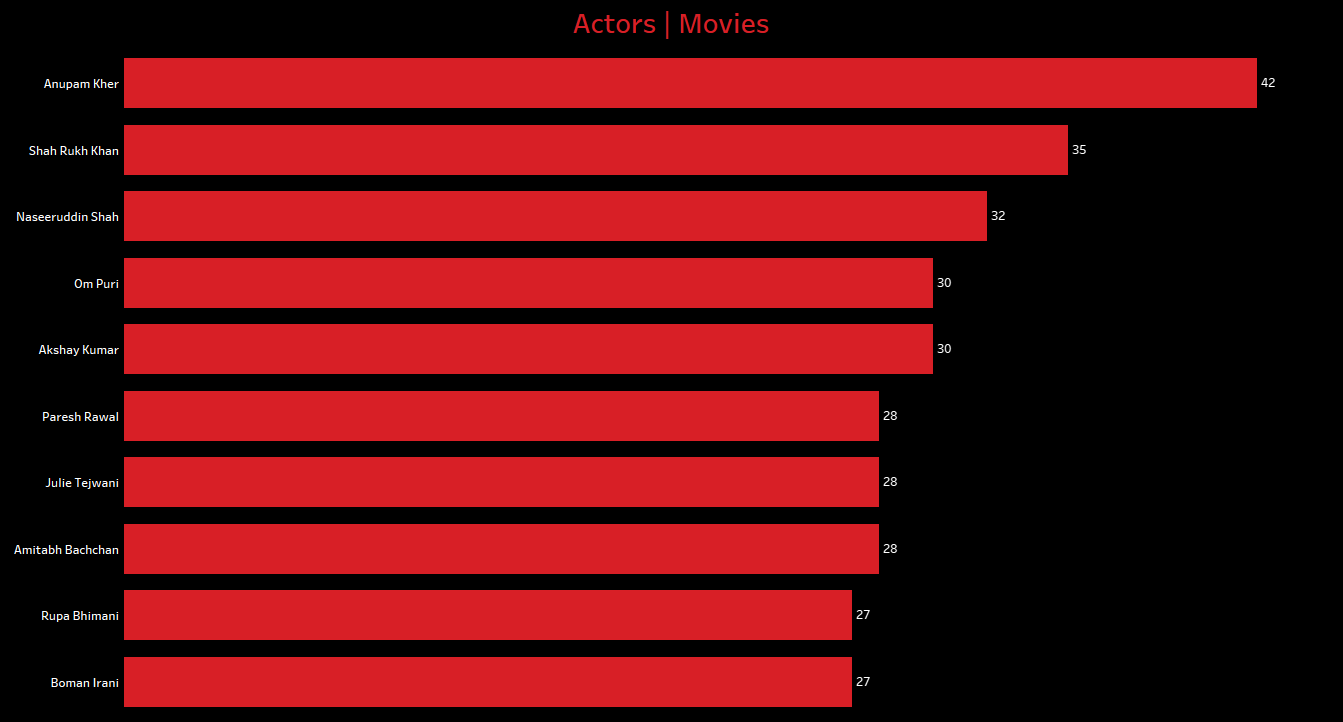 Actors | Movies
Anupam Kher 42
Shah Rukh Khan 35
Naseeruddin Shah 32
Om Puri 30
Akshay Kumar 30
Paresh Rawal 28
Julie Tejwani 28
Amitabh Bachchan 28
Rupa Bhimani 27
Boman Irani 27